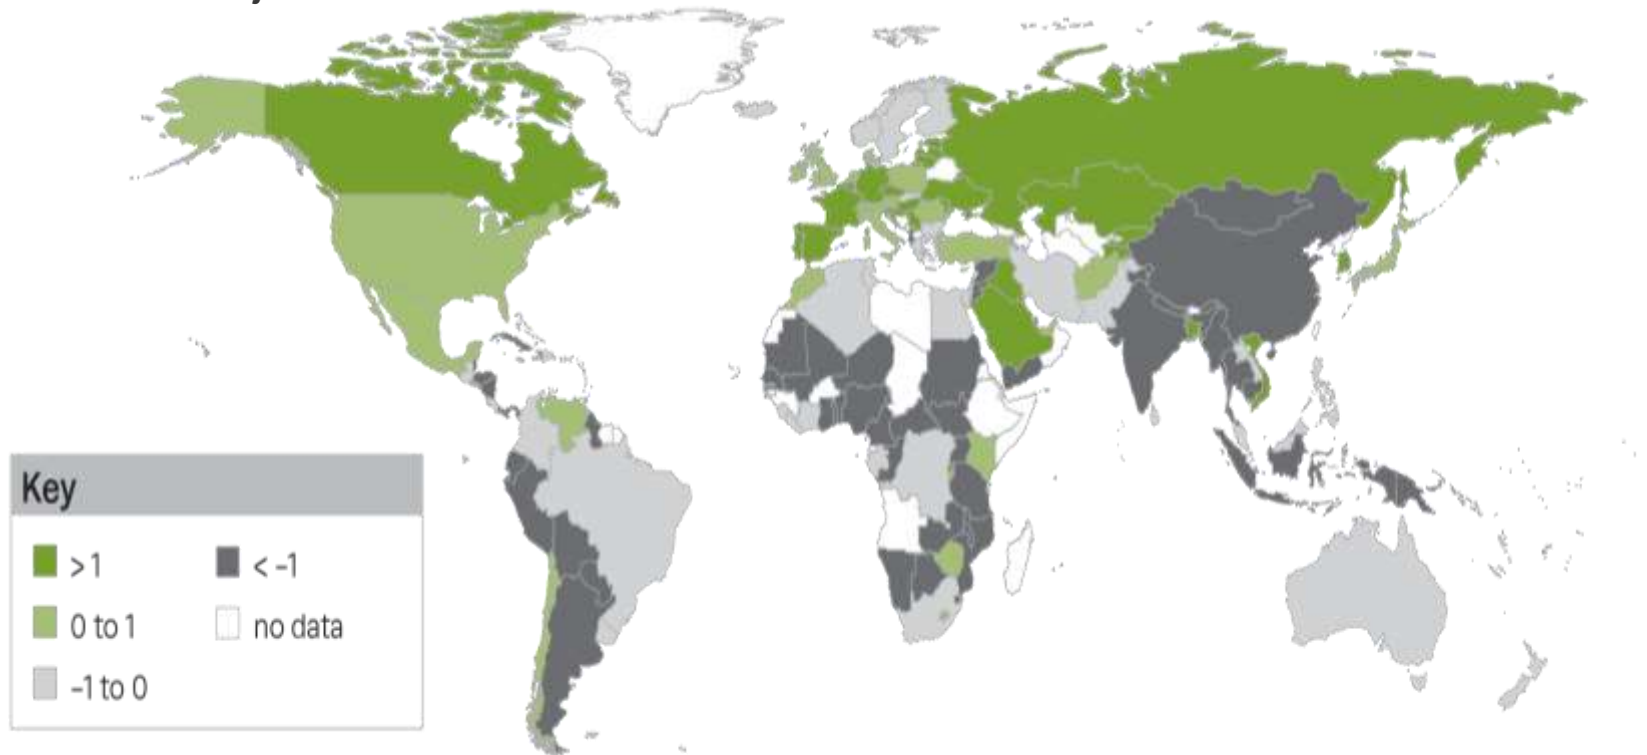 Key
> 1
< –1
0 to 1
no data
–1 to 0